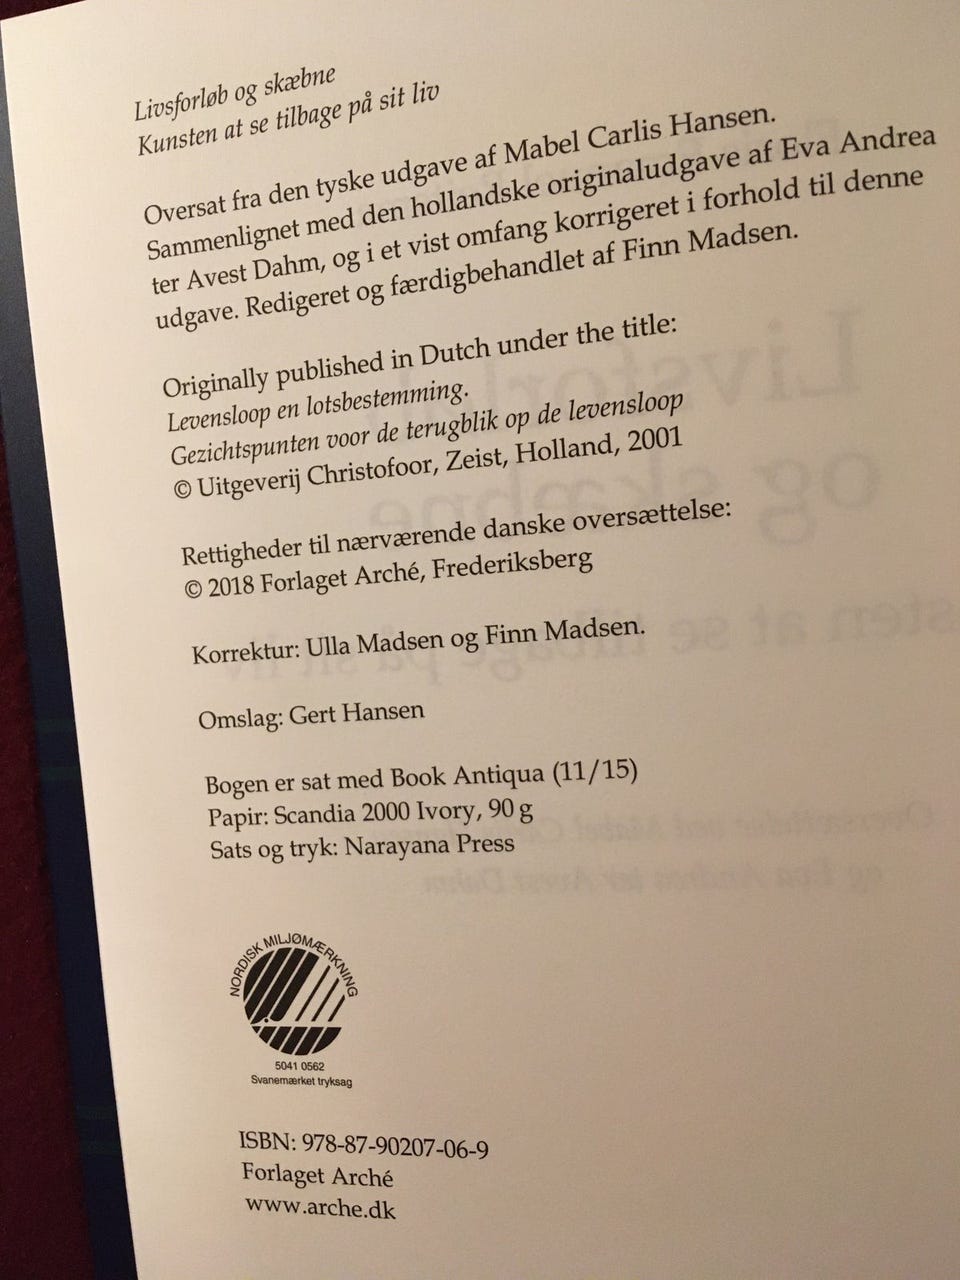 Livsforløb og skæbne
Kunsten at se tilbage på sit liv
Oversat fra den tyske udgave af Mabel Carlis Hansen.
Sammenlignet med den hollandske originaludgave af Eva Andrea
ter Avest Dahm, og i et vist omfang korrigeret i forhold til denne
udgave. Redigeret og færdigbehandlet af Finn Madsen.
Originally published in Dutch under the title:
Levensloop en lotsbestemming.
Gezichtspunten voor de terugblik op de levensloop
© Uitgeverij Christofoor, Zeist, Holland, 2001
Rettigheder til nærværende danske oversættelse:
© 2018 Forlaget Arché, Frederiksberg
Korrektur: Ulla Madsen og Finn Madsen.
Omslag: Gert Hansen
Bogen er sat med Book Antiqua (11/15)
Papir: Scandia 2000 Ivory, 90 g
Sats og tryk: Narayana Press
NORDISK MILJØMÆRKNING
5041 0562
Svanemærket tryksag
ISBN: 978-87-90207-06-9
Forlaget Arché
www.arche.dk